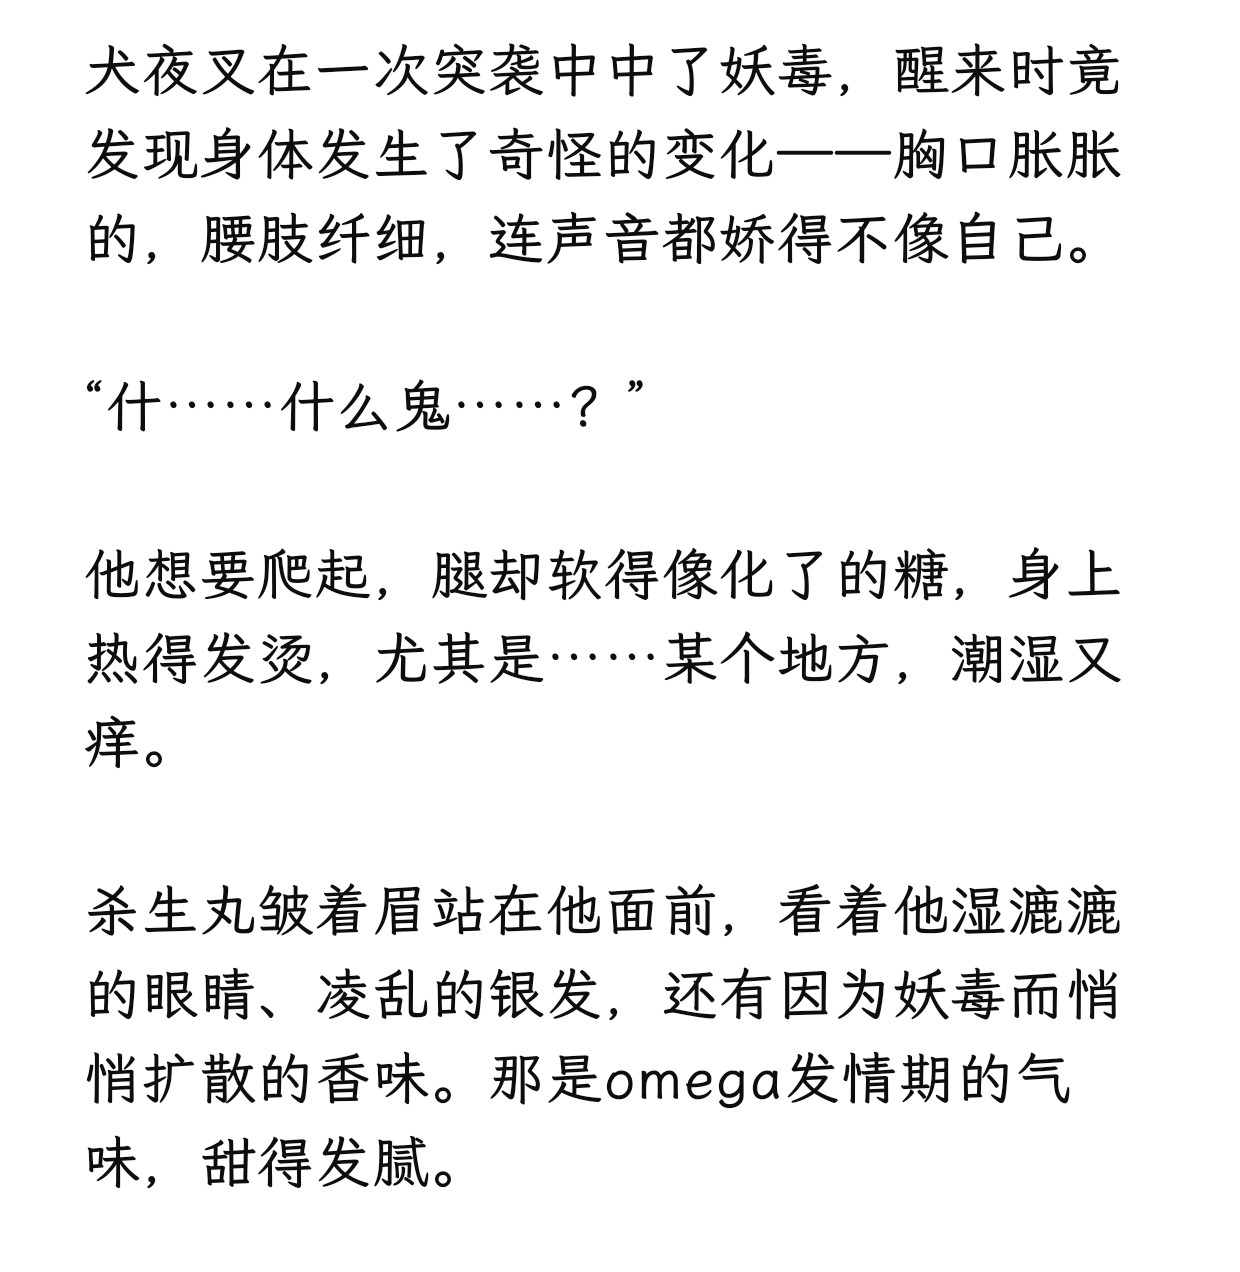 犬夜叉在一次突袭中中了妖毒，醒来时竟
发现身体发生了奇怪的变化——胸口胀胀
的，腰肢纤细，连声音都娇得不像自己。
“什……什么鬼……？”
他想要爬起，腿却软得像化了的糖，身上
热得发烫，尤其是……某个地方，潮湿又
痒。
杀生丸皱着眉站在他面前，看着他湿漉漉
的眼睛、凌乱的银发，还有因为妖毒而悄
悄扩散的香味。那是omega发情期的气
味，甜得发腻。